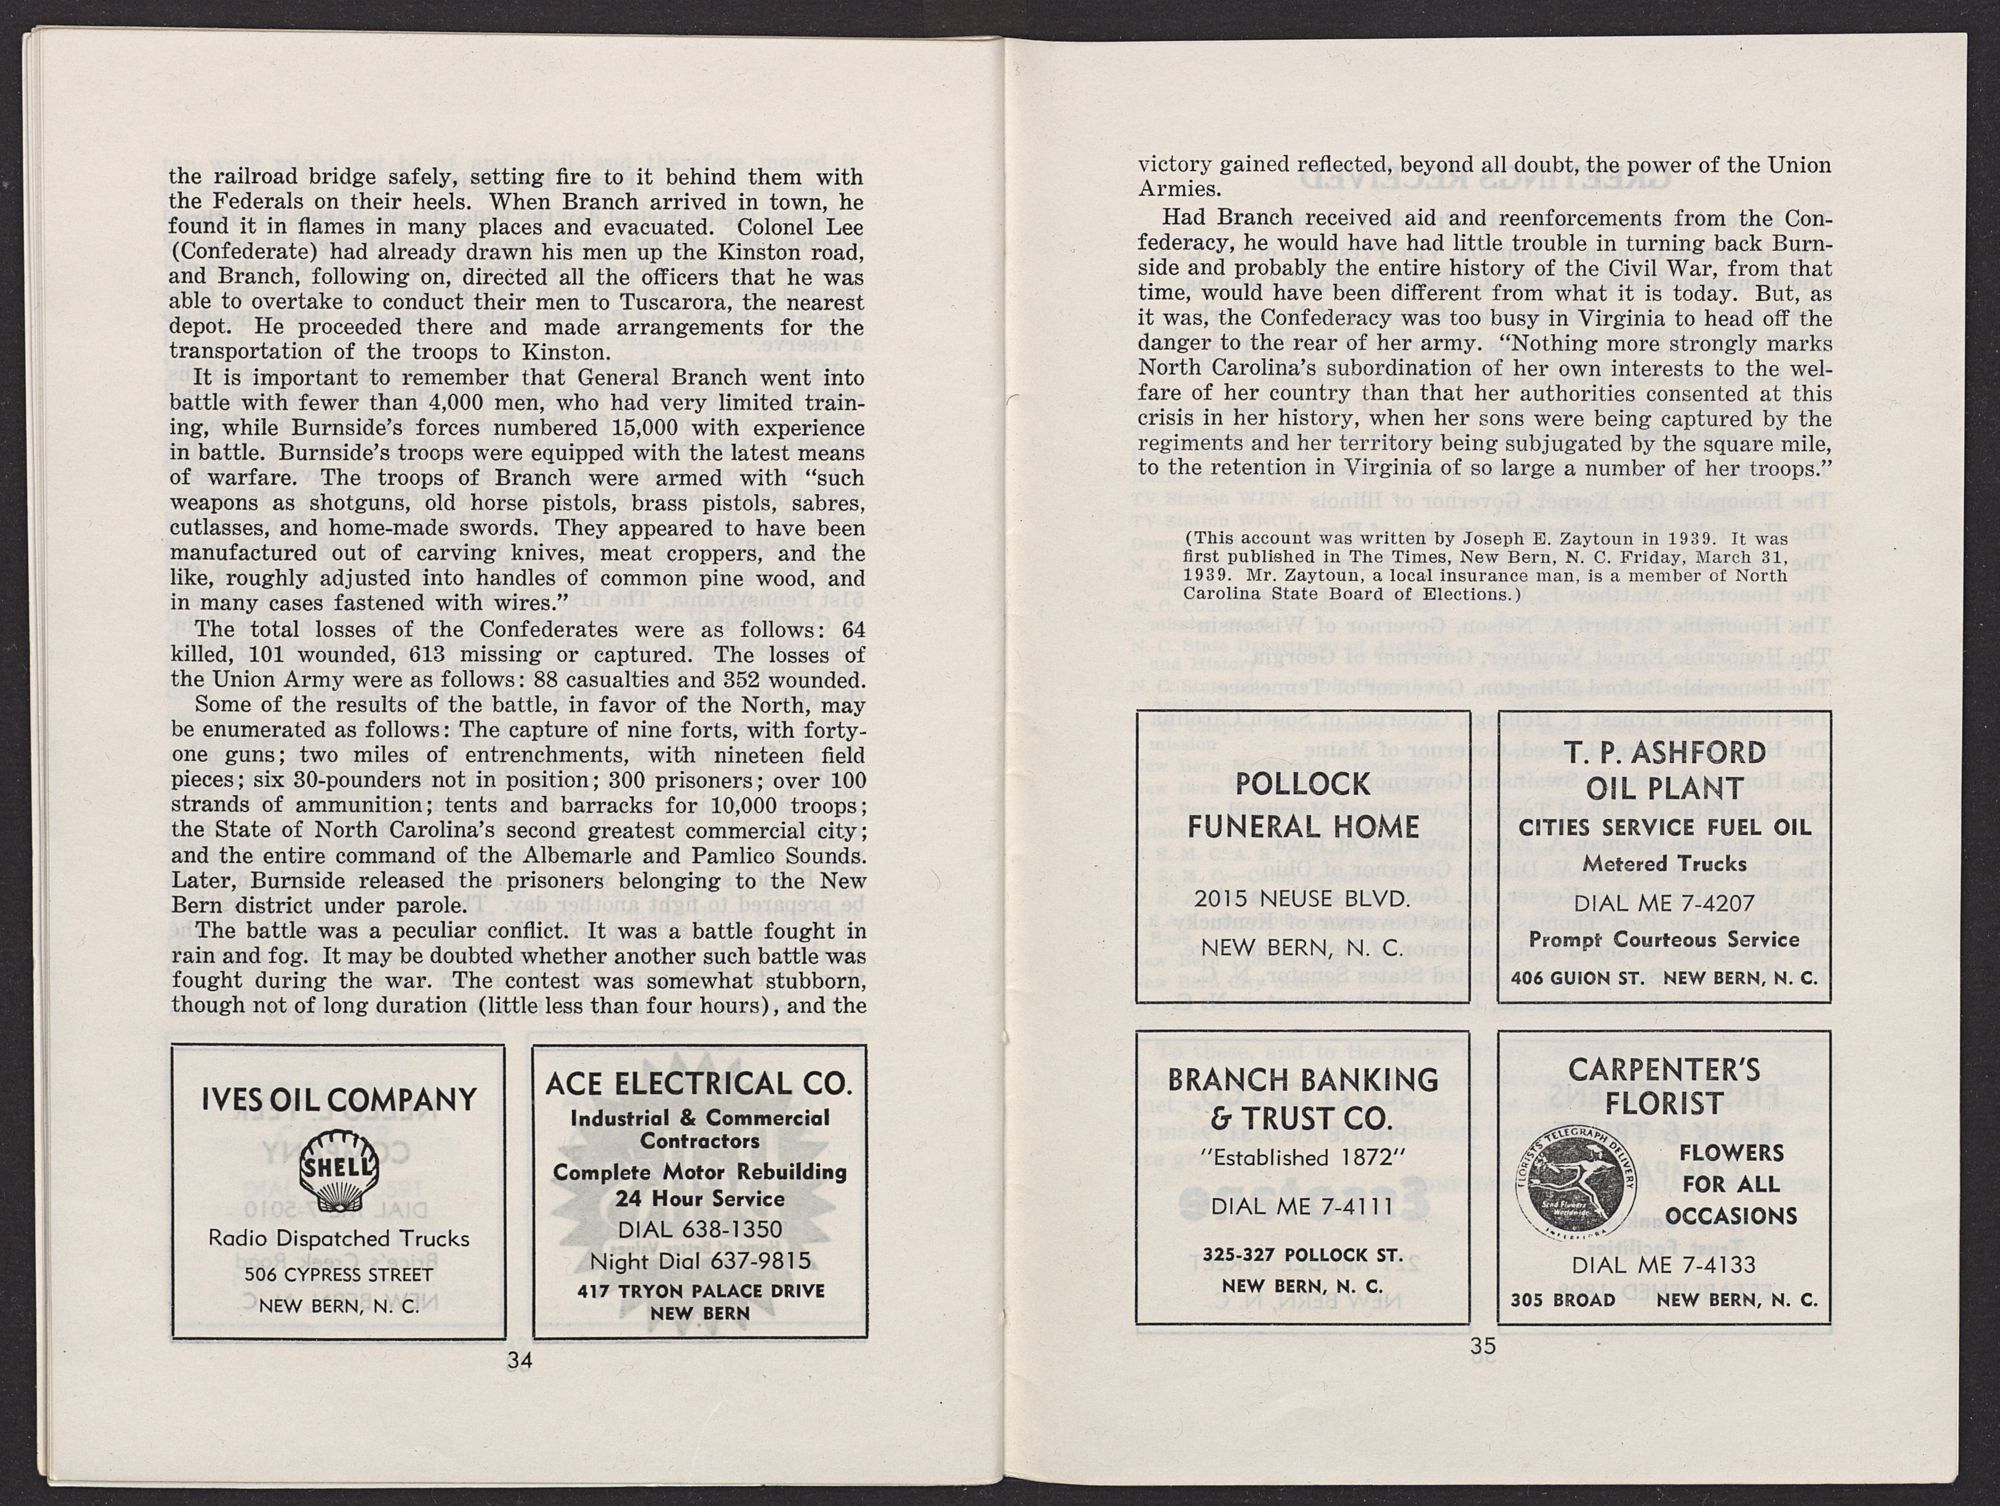 the railroad bridge safely, setting fire to it behind them with
the Federals on their heels. When Branch arrived in town, he
found it in flames in many places and evacuated. Colonel Lee
(Confederate) had already drawn his men up the Kinston road,
and Branch, following on, directed all the officers that he was
able to overtake to conduct their men to Tuscarora, the nearest
depot. He proceeded there and made arrangements for the
transportation of the troops to Kinston.
It is important to remember that General Branch went into
battle with fewer than 4,000 men, who had very limited train-
ing, while Burnside's forces numbered 15,000 with experience
in battle. Burnside's troops were equipped with the latest means
of warfare. The troops of Branch were armed with "such
weapons as shotguns, old horse pistols, brass pistols, sabres,
cutlasses, and home-made swords. They appeared to have been
manufactured out of carving knives, meat croppers, and the
like, roughly adjusted into handles of common pine wood, and
in many cases fastened with wires."
The total losses of the Confederates were as follows: 64
killed, 101 wounded, 613 missing or captured. The losses of
the Union Army were as follows: 88 casualties and 352 wounded.
Some of the results of the battle, in favor of the North, may
be enumerated as follows: The capture of nine forts, with forty-
one guns; two miles of entrenchments, with nineteen field
pieces; six 30-pounders not in position; 300 prisoners; over 100
strands of ammunition; tents and barracks for 10,000 troops;
the State of North Carolina's second greatest commercial city;
and the entire command of the Albemarle and Pamlico Sounds.
Later, Burnside released the prisoners belonging to the New
Bern district under parole.
The battle was a peculiar conflict. It was a battle fought in
rain and fog. It may be doubted whether another such battle was
fought during the war. The contest was somewhat stubborn,
though not of long duration (little less than four hours), and the
IVES OIL COMPANY
SHELL
Radio Dispatched Trucks
506 CYPRESS STREET
NEW BERN, N. C.
ACE ELECTRICAL CO.
Industrial & Commercial
Contractors
Complete Motor Rebuilding
24 Hour Service
DIAL 638-1350
Night Dial 637-9815
417 TRYON PALACE DRIVE
NEW BERN
34
victory gained reflected, beyond all doubt, the power of the Union
Armies.
Had Branch received aid and reenforcements from the Con-
federacy, he would have had little trouble in turning back Burn-
side and probably the entire history of the Civil War, from that
time, would have been different from what it is today. But, as
it was, the Confederacy was too busy in Virginia to head off the
danger to the rear of her army. "Nothing more strongly marks
North Carolina's subordination of her own interests to the wel-
fare of her country than that her authorities consented at this
crisis in her history, when her sons were being captured by the
regiments and her territory being subjugated by the square mile,
to the retention in Virginia of so large a number of her troops."
(This account was written by Joseph E. Zaytoun in 1939. It was
first published in The Times, New Bern, N. C. Friday, March 31,
1939. Mr. Zaytoun, a local insurance man, is a member of North
Carolina State Board of Elections.)
POLLOCK
FUNERAL HOME
2015 NEUSE BLVD.
NEW BERN, N. C.
T. P. ASHFORD
OIL PLANT
CITIES SERVICE FUEL OIL
Metered Trucks
DIAL ME 7-4207
Prompt Courteous Service
406 GUION ST. NEW BERN, N. C.
BRANCH BANKING
& TRUST CO.
"Established 1872"
DIAL ME 7-4111
325-327 POLLOCK ST.
NEW BERN, N. C.
CARPENTER'S
FLORIST
FLORISTS TELEGRAPH DELIVERY
Send Flowers
Worldwide
INTERFLORA
FLOWERS
FOR ALL
OCCASIONS
DIAL ME 7-4133
305 BROAD NEW BERN, N. C.
35